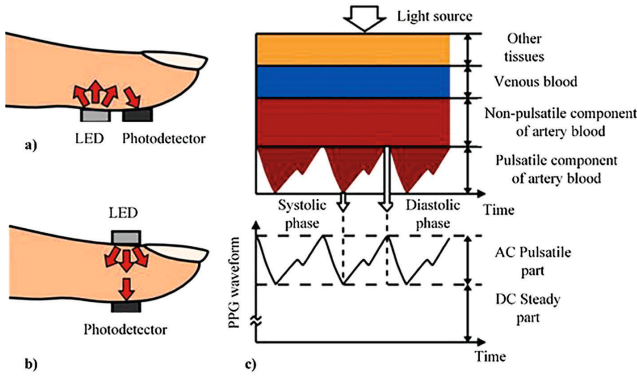 a)
LED
Photodetector
LED
Photodetector
b)
Light source
Other
tissues
Venous blood
Non-pulsatile component
of artery blood
Pulsatile component
of artery blood
Time
Systolic
phase
Diastolic
phase
PPG waveform
AC Pulsatile
part
DC Steady
part
Time
c)